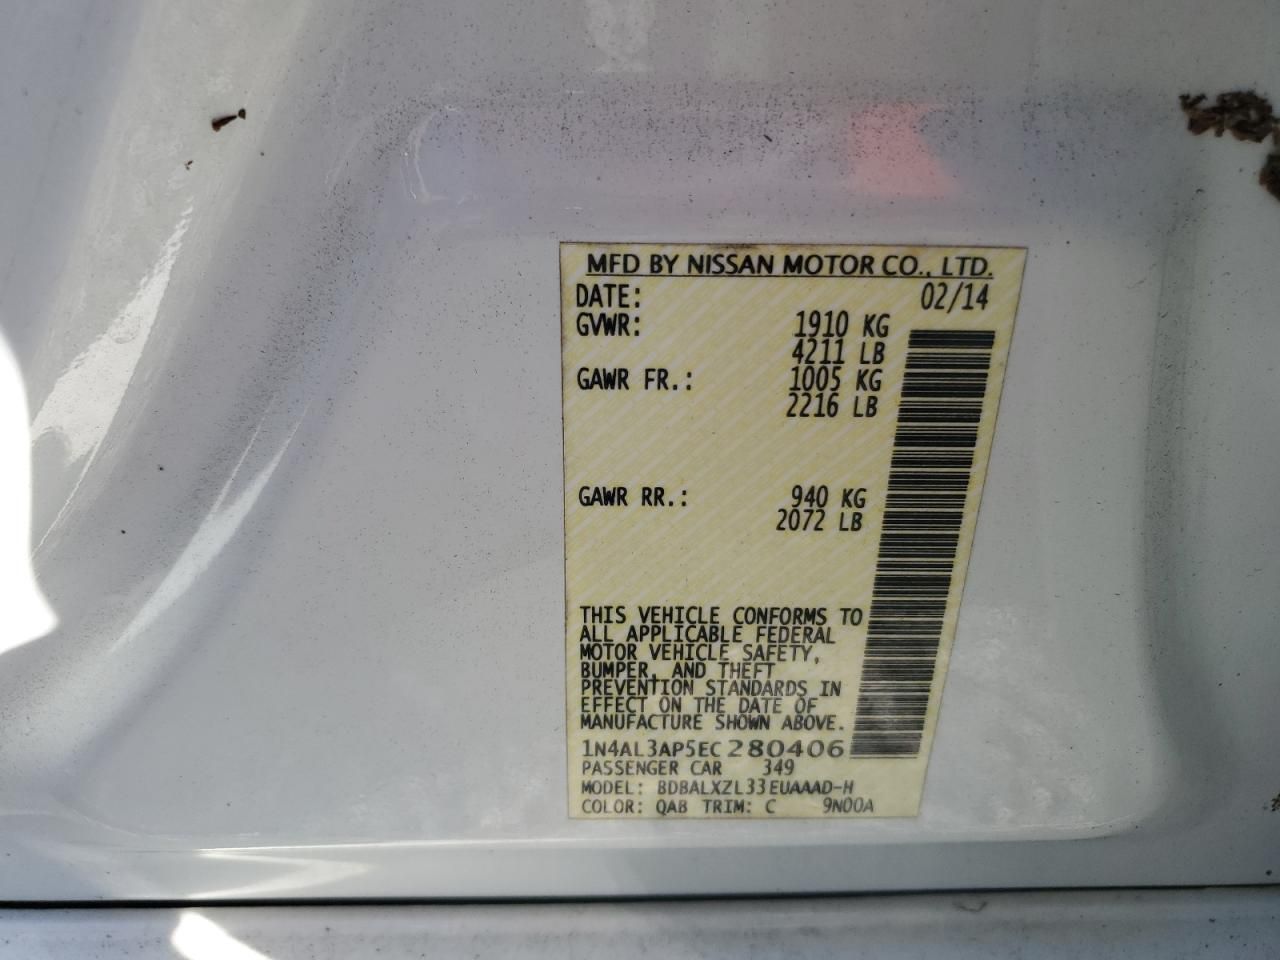 MFD BY NISSAN MOTOR CO., LTD.
DATE: 02/14
GVWR: 1910 KG
4211 LB
GAWR FR.: 1005 KG
2216 LB
GAWR RR.: 940 KG
2072 LB
THIS VEHICLE CONFORMS TO
ALL APPLICABLE FEDERAL
MOTOR VEHICLE SAFETY,
BUMPER, AND THEFT
PREVENTION STANDARDS IN
EFFECT ON THE DATE OF
MANUFACTURE SHOWN ABOVE.
1N4AL3AP5EC280406
PASSENGER CAR 349
MODEL: BDBALXZL33EUAAAD-H
COLOR: QAB TRIM: C 9N00A